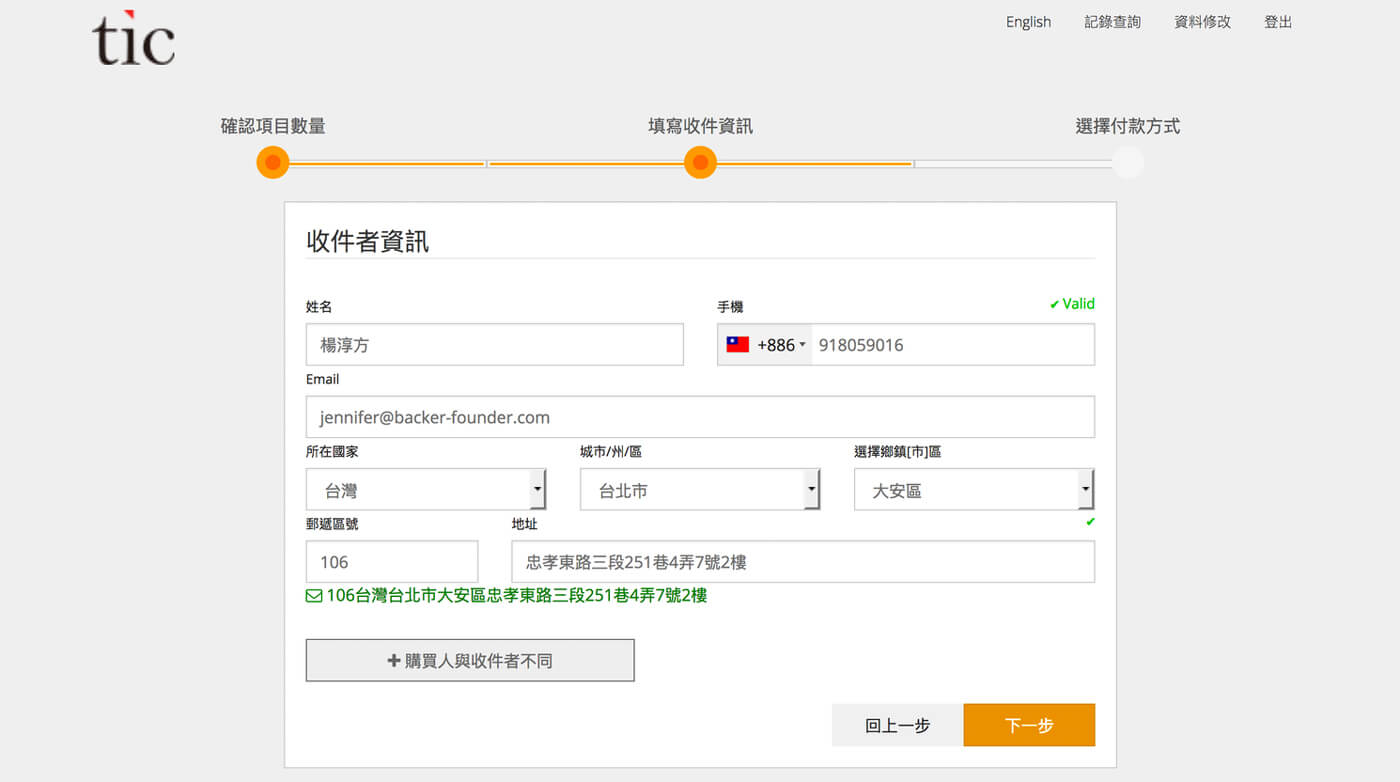 tic
English 記錄查詢 資料修改 登出
確認項目數量 填寫收件資訊 選擇付款方式
收件者資訊
姓名 手機 ✔ Valid
楊淳方 +886 918059016
Email
jennifer@backer-founder.com
所在國家 城市/州/區 選擇鄉鎮[市]區
台灣 台北市 大安區
郵遞區號 地址 ✔
106 忠孝東路三段251巷4弄7號2樓
106台灣台北市大安區忠孝東路三段251巷4弄7號2樓
+ 購買人與收件者不同
回上一步 下一步